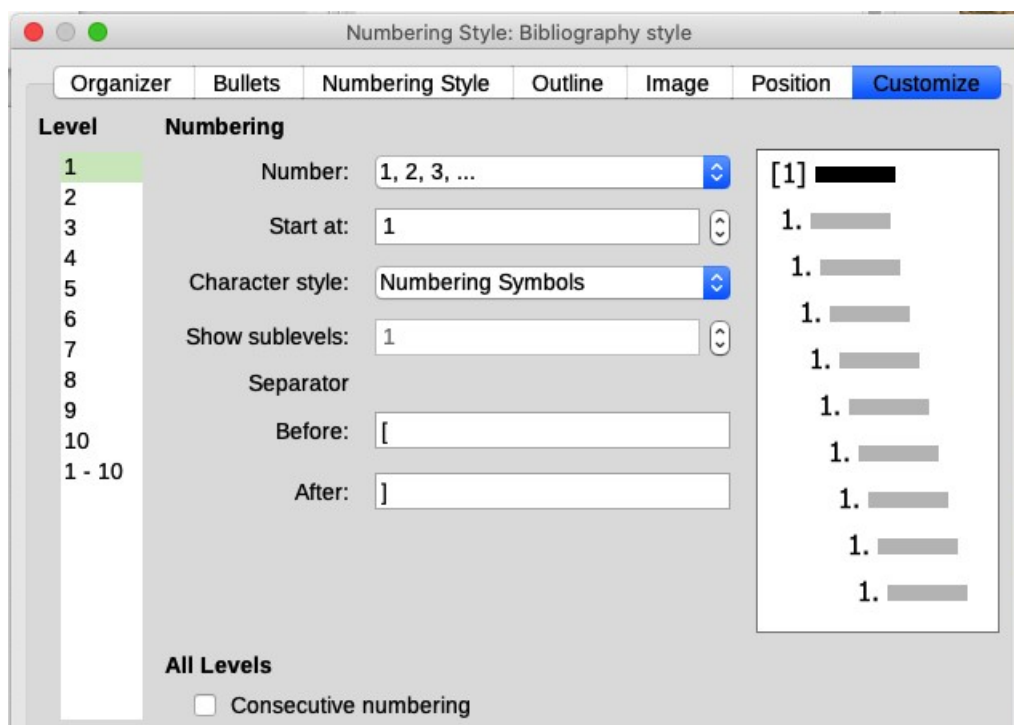 Numbering Style: Bibliography style
Organizer Bullets Numbering Style Outline Image Position Customize
Level
1
2
3
4
5
6
7
8
9
10
1 - 10
Numbering
Number: 1, 2, 3, ...
Start at: 1
Character style: Numbering Symbols
Show sublevels: 1
Separator
Before: [
After: ]
All Levels
Consecutive numbering
[1]
1.
1.
1.
1.
1.
1.
1.
1.
1.